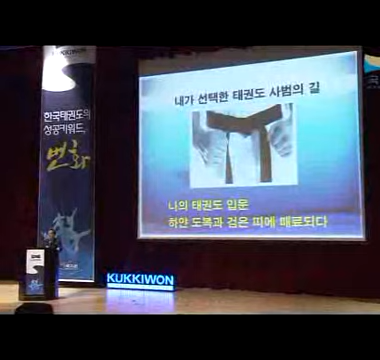 KUKKIWON
한국태권도의
성공키워드,
변화
내가 선택한 태권도 사범의 길
나의 태권도 입문
하얀 도복과 검은 띠에 매료되다
KUKKIWON
국